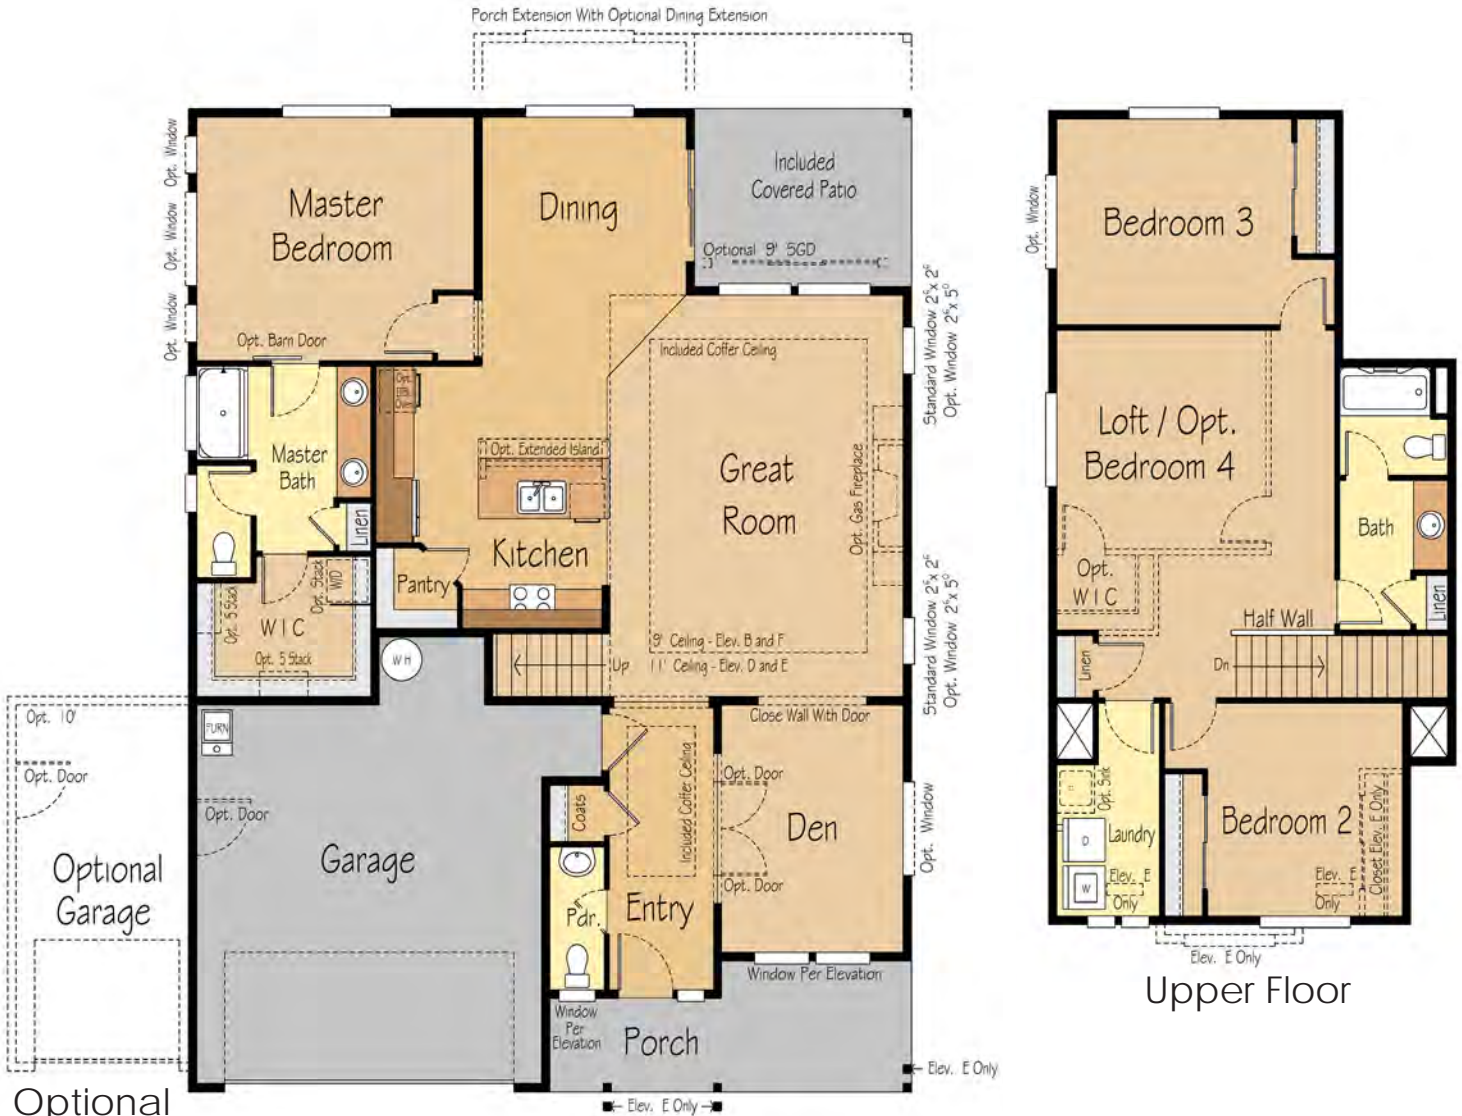 Porch Extension With Optional Dining Extension
Opt. Window
Opt. Window
Opt. Window
Master
Bedroom
Dining
Included
Covered Patio
Optional 9' SGD
Opt. Barn Door
Standard Window 2⁶x 2⁶
Opt. Window 2⁶x 5⁰
Included Coffer Ceiling
Opt.
Oven
Master
Bath
Linen
Opt. Extended Island
Kitchen
Pantry
Great
Room
Opt. Gas Fireplace
Opt. Stack
W/D
Opt. 5 Stack
WIC
Opt. 5 Stack
WH
Up
9' Ceiling - Elev. B and F
11' Ceiling - Elev. D and E
Standard Window 2⁶x 2⁶
Opt. Window 2⁶x 5⁰
Opt. 10'
Opt. Door
Optional
Garage
FURN
Opt. Door
Garage
Coats
Pdr.
Included Coffer Ceiling
Entry
Close Wall With Door
Opt. Door
Opt. Door
Den
Opt. Window
Window Per Elevation
Window
Per
Elevation
Porch
Elev. E Only
Elev. E Only
Optional
Opt. Window
Bedroom 3
Loft / Opt.
Bedroom 4
Opt.
WIC
Bath
Linen
Half Wall
Dn
Linen
Opt. Sink
Laundry
D
W
Elev. E
Only
Bedroom 2
Elev. E
Only
Closet Elev. E Only
Elev. E Only
Upper Floor